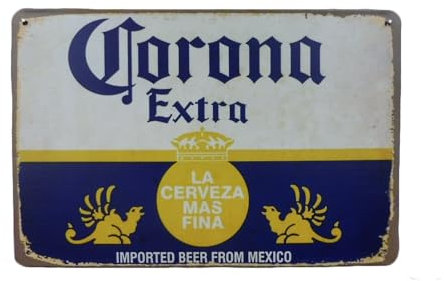 Corona
Extra
LA
CERVEZA
MAS
FINA
IMPORTED BEER FROM MEXICO